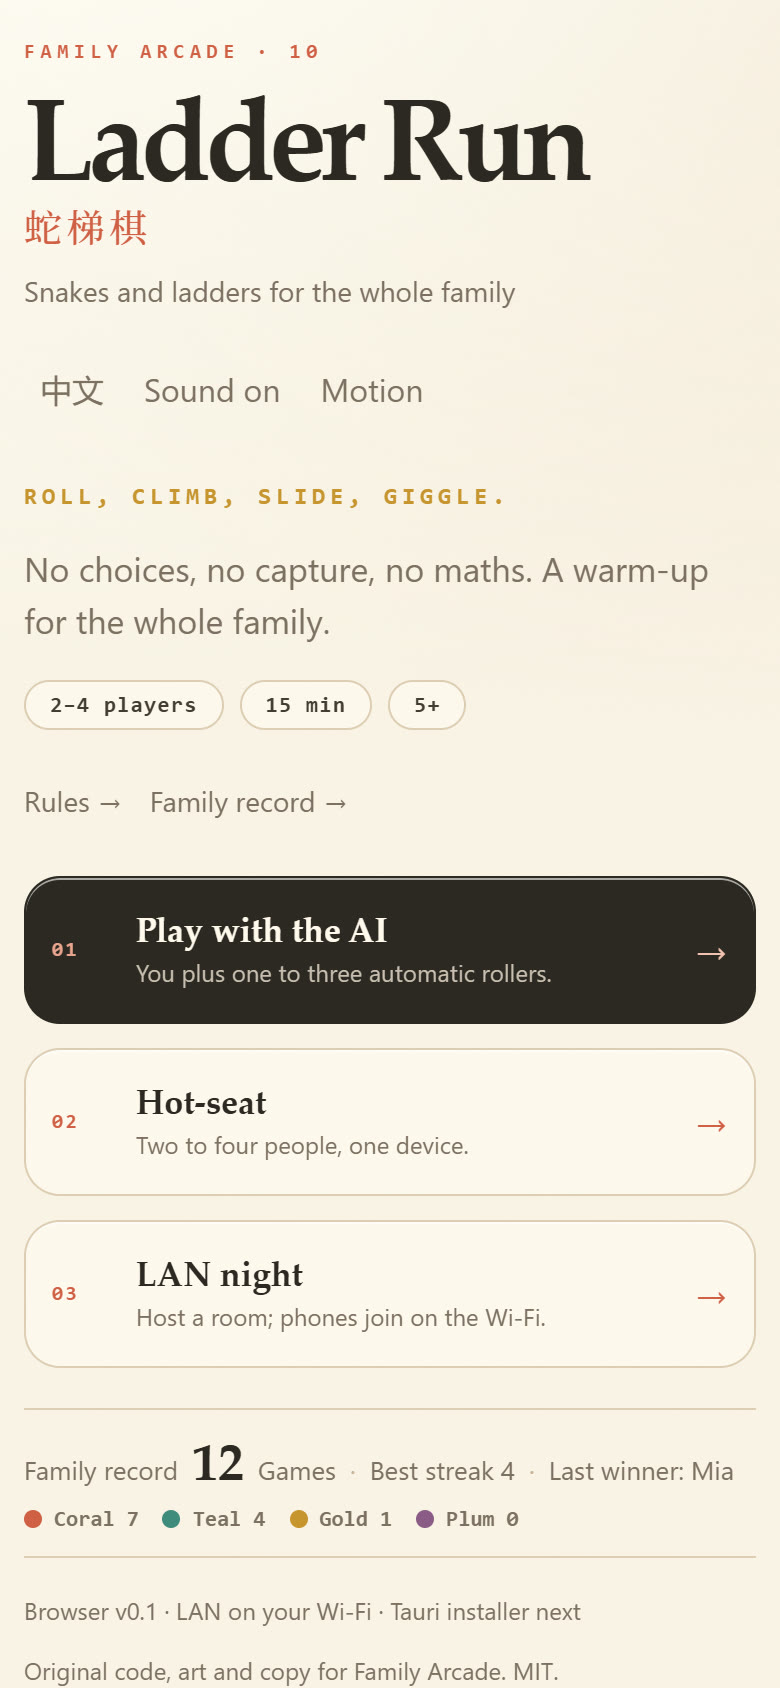 FAMILY ARCADE · 10
Ladder Run
蛇梯棋
Snakes and ladders for the whole family
中文 Sound on Motion
ROLL, CLIMB, SLIDE, GIGGLE.
No choices, no capture, no maths. A warm-up
for the whole family.
2–4 players 15 min 5+
Rules → Family record →
01 Play with the AI →
You plus one to three automatic rollers.
02 Hot-seat →
Two to four people, one device.
03 LAN night →
Host a room; phones join on the Wi-Fi.
Family record 12 Games · Best streak 4 · Last winner: Mia
Coral 7 Teal 4 Gold 1 Plum 0
Browser v0.1 · LAN on your Wi-Fi · Tauri installer next
Original code, art and copy for Family Arcade. MIT.